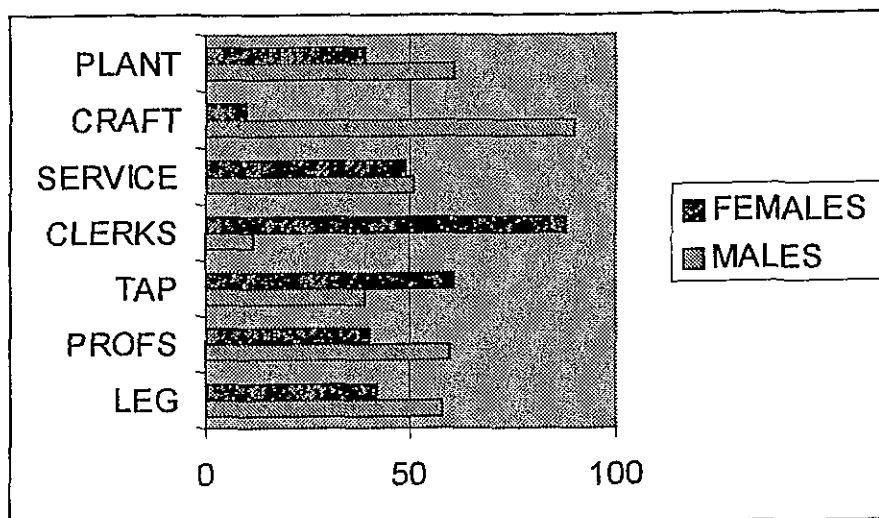 PLANT
CRAFT
SERVICE
CLERKS
TAP
PROFS
LEG
0 50 100
FEMALES
MALES